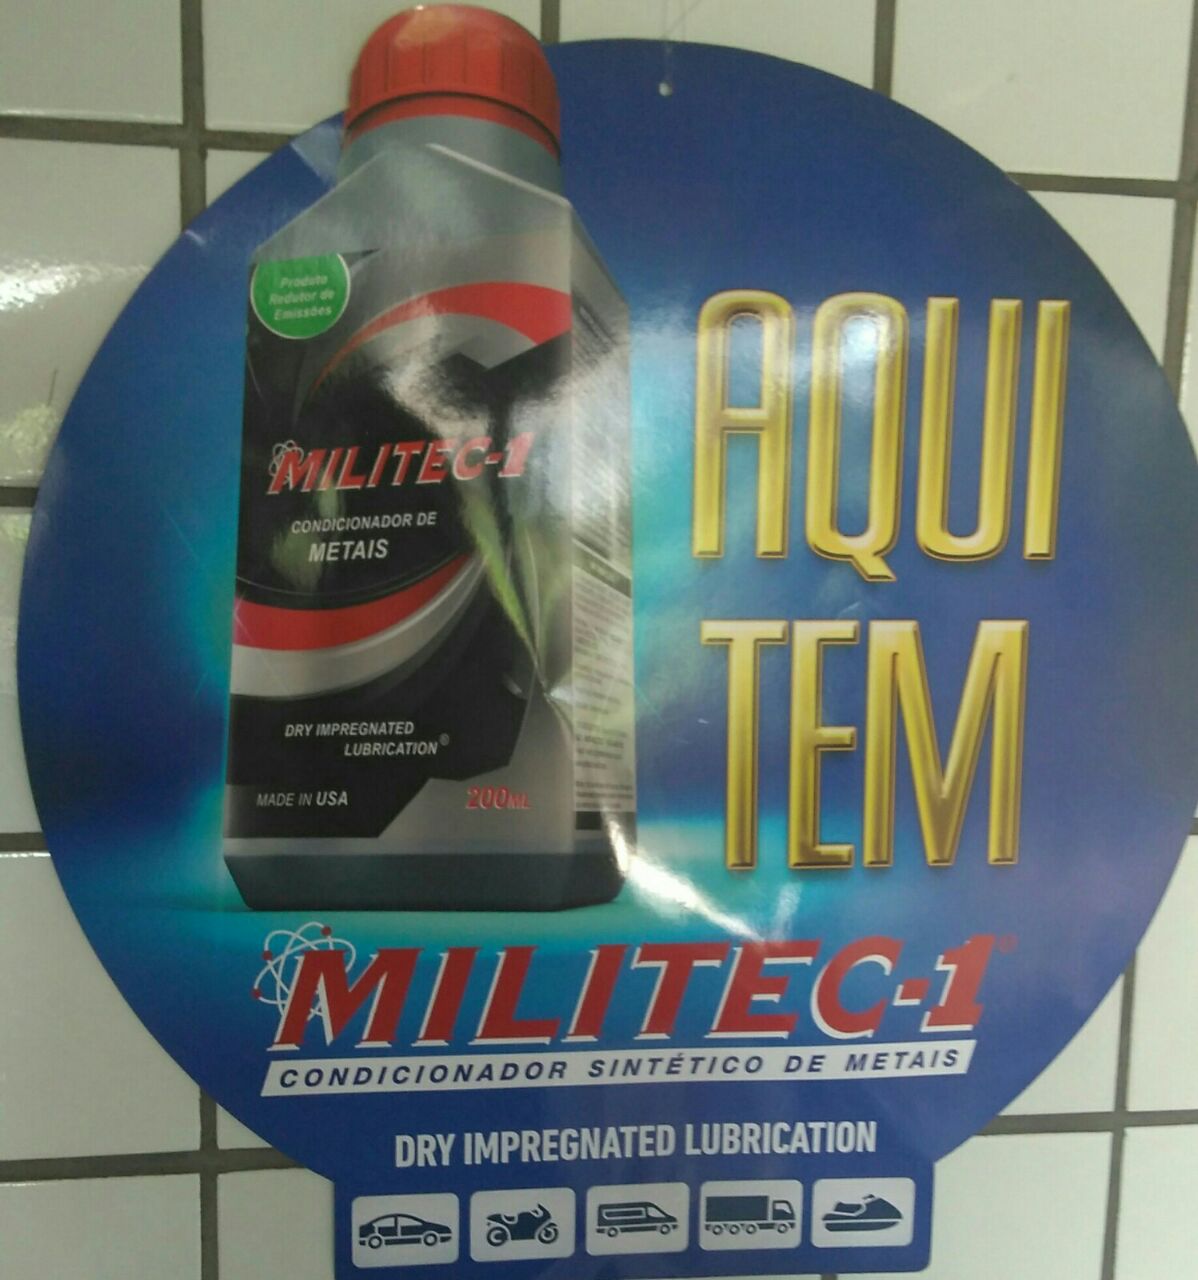 Produto
Redutor de
Emissões
MILITEC-1
CONDICIONADOR DE
METAIS
DRY IMPREGNATED
LUBRICATION®
MADE IN USA
200ML
AQUI
TEM
MILITEC-1®
CONDICIONADOR SINTÉTICO DE METAIS
DRY IMPREGNATED LUBRICATION